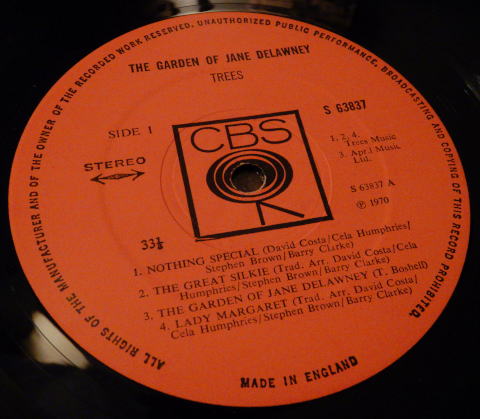 ALL RIGHTS OF THE MANUFACTURER AND OF THE OWNER OF THE RECORDED WORK RESERVED. UNAUTHORIZED PUBLIC PERFORMANCE, BROADCASTING AND COPYING OF THIS RECORD PROHIBITED.
THE GARDEN OF JANE DELAWNEY
TREES
SIDE 1
S 63837
CBS
STEREO
1, 2, 4.
Trees Music
3. April Music
Ltd.
S 63837 A
℗ 1970
33⅓
1. NOTHING SPECIAL (David Costa/Cela Humphries/
Stephen Brown/Barry Clarke)
2. THE GREAT SILKIE (Trad. Arr. David Costa/Cela
Humphries/Stephen Brown/Barry Clarke)
3. THE GARDEN OF JANE DELAWNEY (T. Boshell)
4. LADY MARGARET (Trad. Arr. David Costa/
Cela Humphries/Stephen Brown/Barry Clarke)
MADE IN ENGLAND